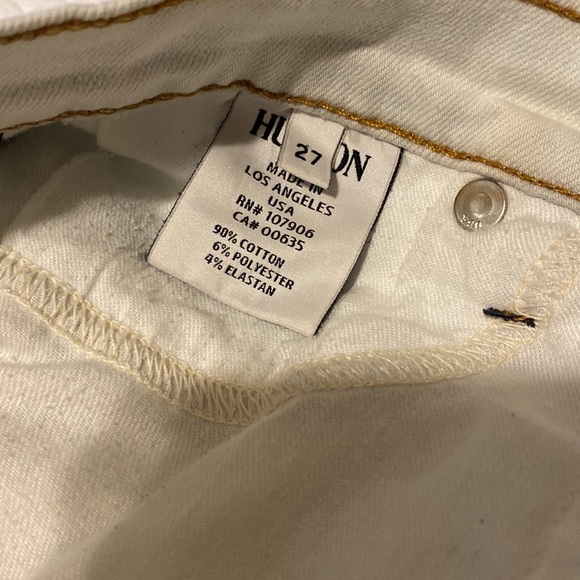 HU ON
27
MADE IN
LOS ANGELES
USA
RN# 107906
CA# 00635
90% COTTON
6% POLYESTER
4% ELASTAN